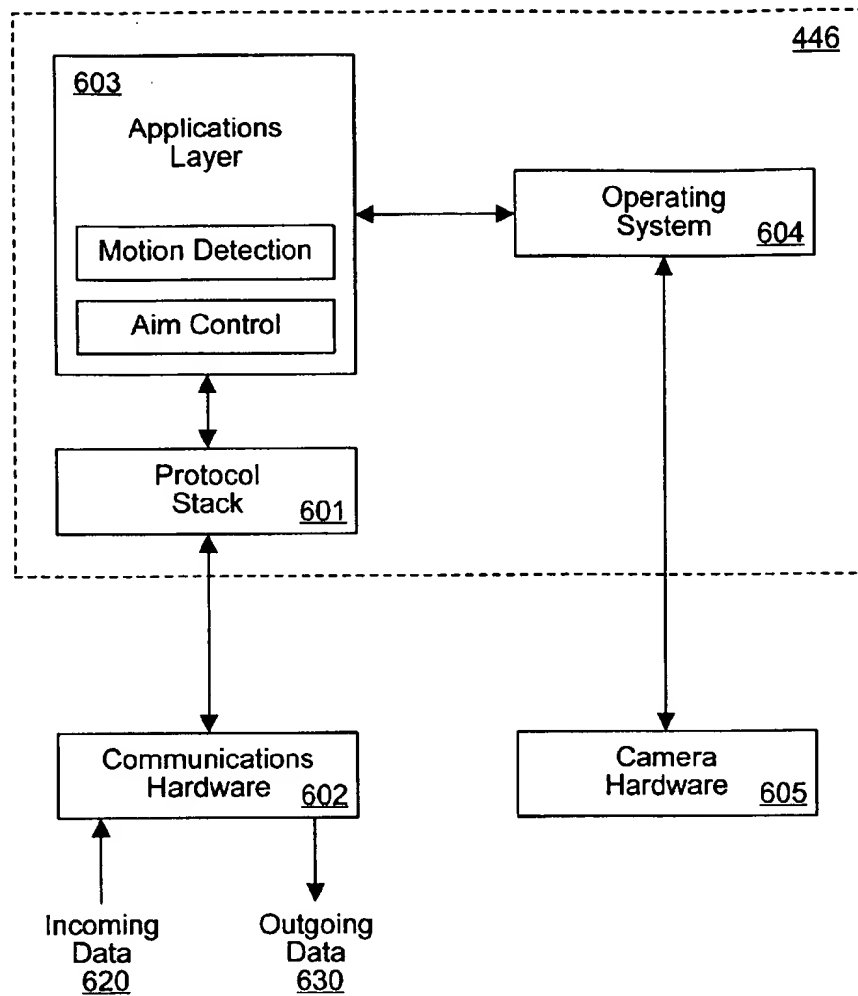 446
603
Applications
Layer
Motion Detection
Aim Control
Operating
System
604
Protocol
Stack
601
Communications
Hardware
602
Camera
Hardware
605
Incoming
Data
620
Outgoing
Data
630